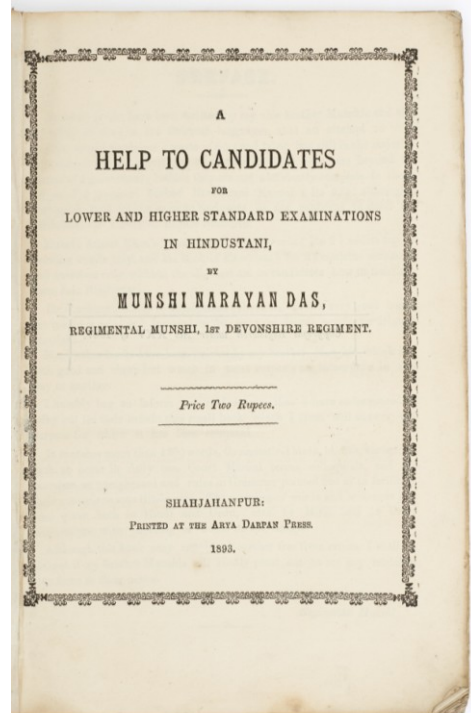 A
HELP TO CANDIDATES
FOR
LOWER AND HIGHER STANDARD EXAMINATIONS
IN HINDUSTANI,
BY
MUNSHI NARAYAN DAS,
REGIMENTAL MUNSHI, 1ST DEVONSHIRE REGIMENT.
Price Two Rupees.
SHAHJAHANPUR:
PRINTED AT THE ARYA DARPAN PRESS.
1893.